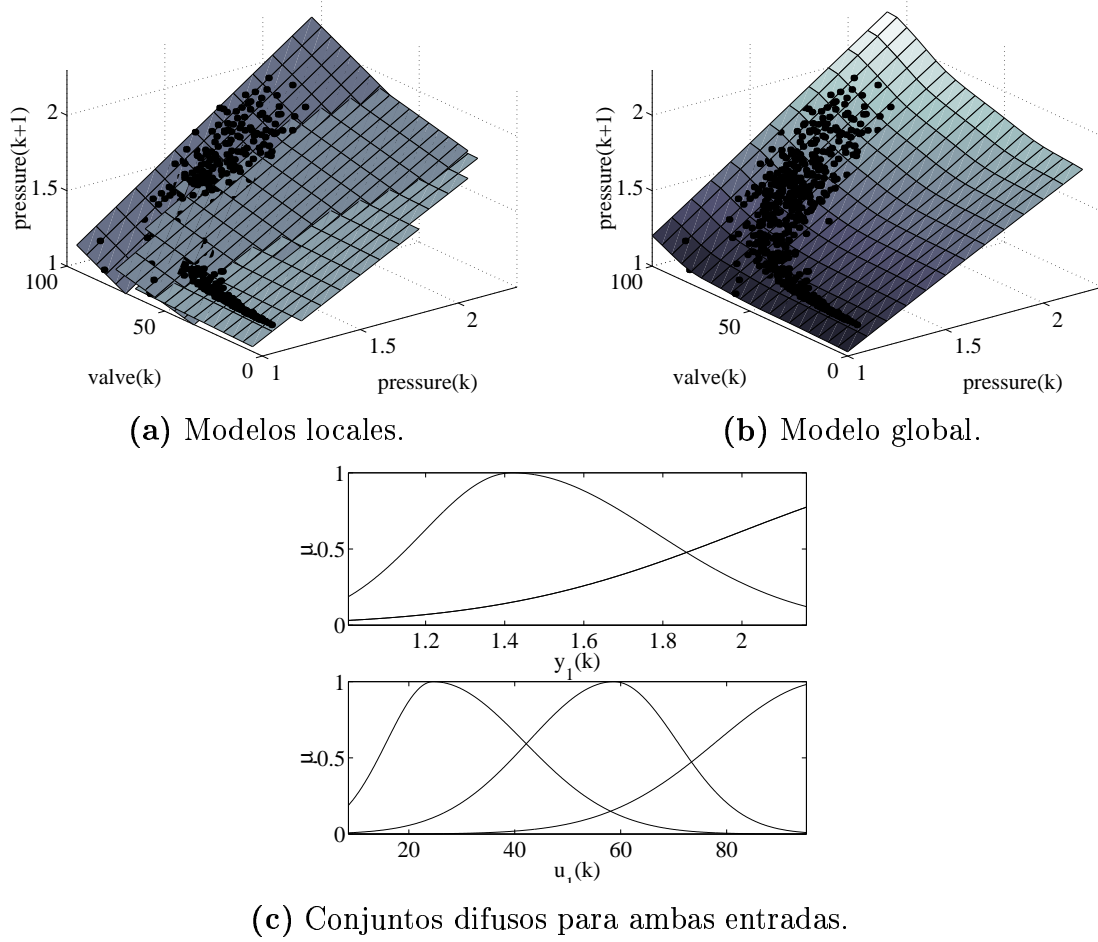 pressure(k+1)
2
1.5
1
100
50
0
valve(k)
1
1.5
2
pressure(k)
(a) Modelos locales.
pressure(k+1)
2
1.5
1
100
50
0
valve(k)
1
1.5
2
pressure(k)
(b) Modelo global.
1
0.5
0
μ
1.2
1.4
1.6
1.8
2
y_1(k)
1
0.5
0
μ
20
40
60
80
u_1(k)
(c) Conjuntos difusos para ambas entradas.